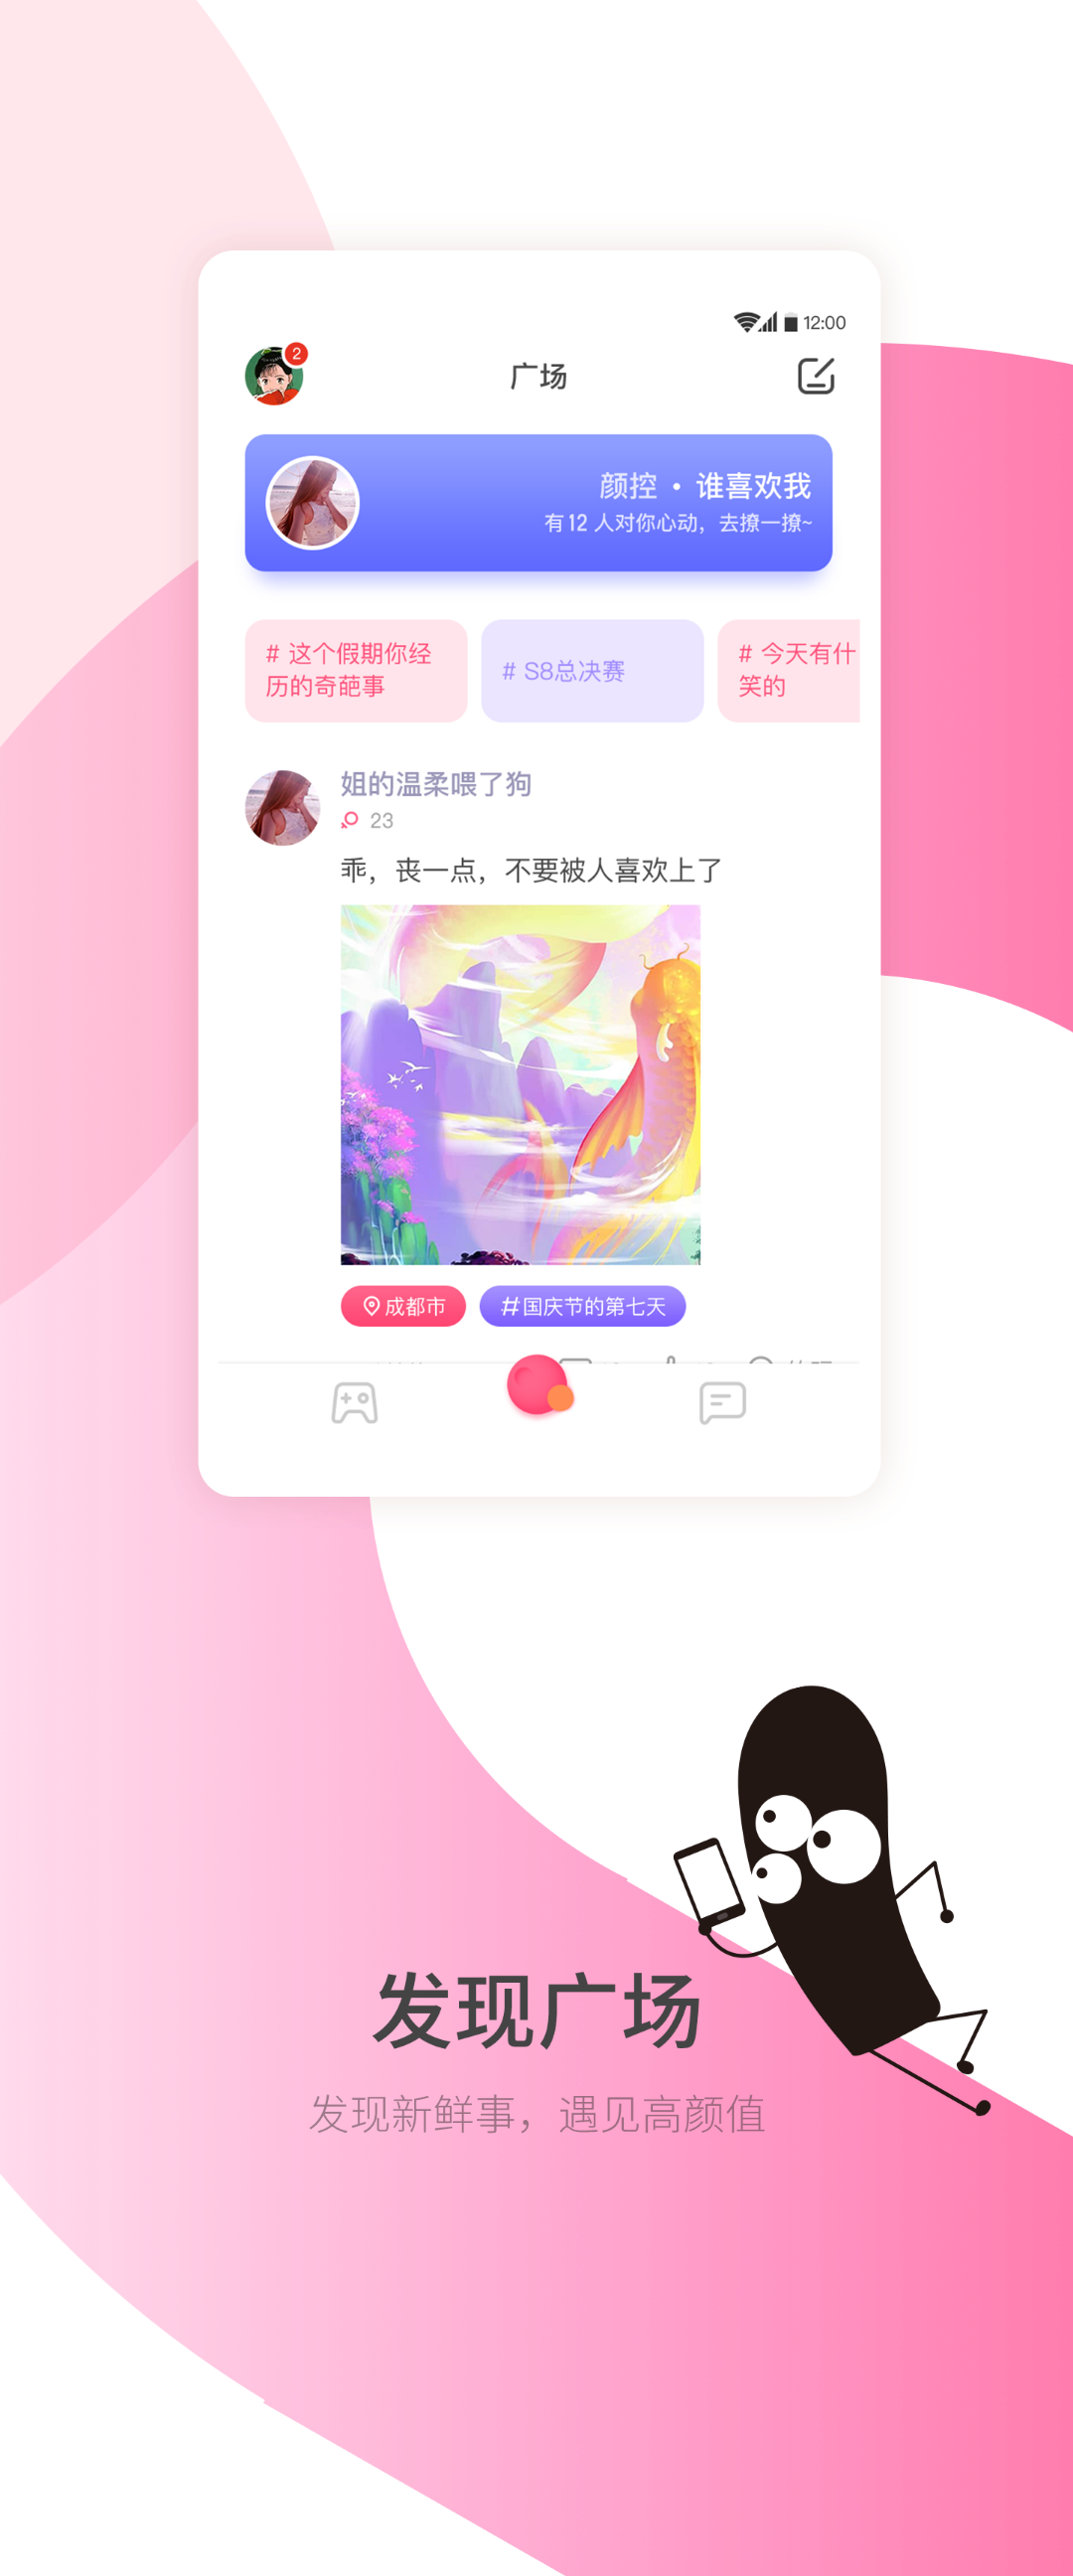 12:00
2
广场
颜控 · 谁喜欢我
有12 人对你心动，去撩一撩~
# 这个假期你经
历的奇葩事
# S8总决赛
# 今天有什
笑的
姐的温柔喂了狗
23
乖，丧一点，不要被人喜欢上了
成都市
#国庆节的第七天
发现广场
发现新鲜事，遇见高颜值